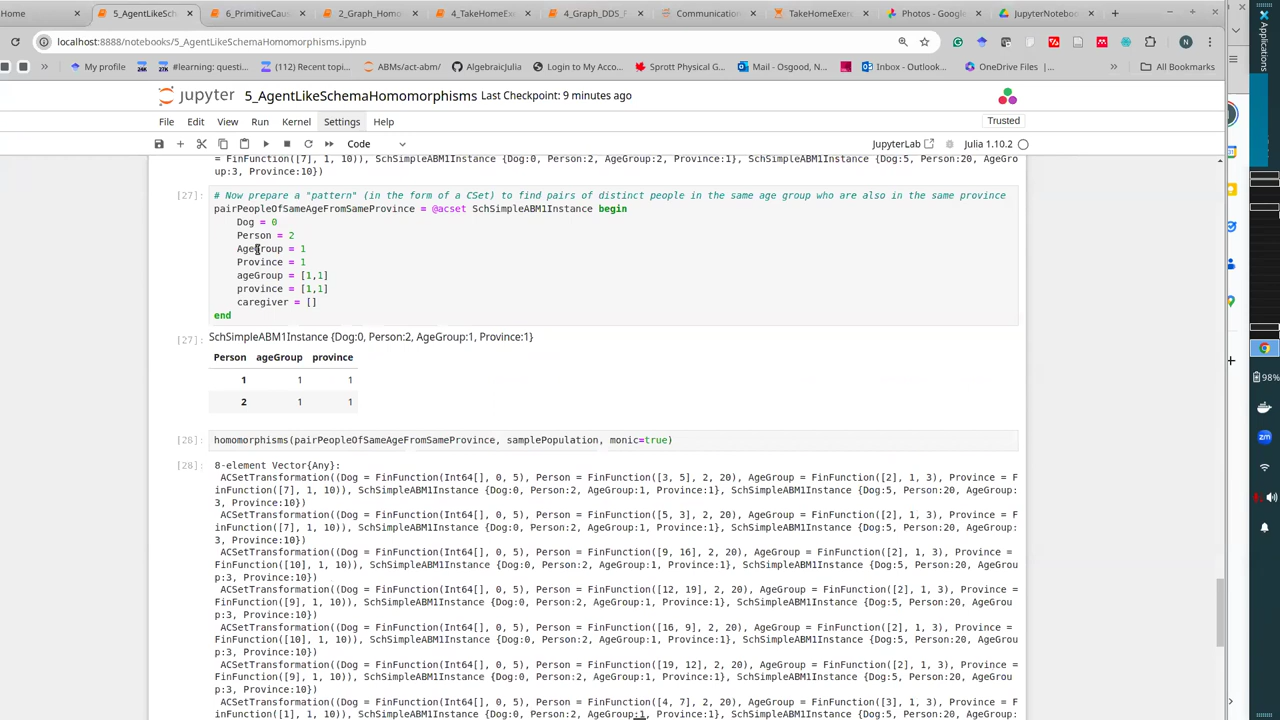 Home
5_AgentLikeSche
6_PrimitiveCaus
2_Graph_Homo
4_TakeHomeExe
4_Graph_DDS_F
Communication
TakeHomeExerc
Photos - Google
JupyterNotebook
localhost:8888/notebooks/5_AgentLikeSchemaHomomorphisms.ipynb
My profile
#learning: questi...
(112) Recent topi...
ABMs/act-abm/
AlgebraicJulia
Log on to My Acco...
Sprott Physical ...
Mail - Osgood, N...
Inbox - Outlook...
OneDrive Files |...
All Bookmarks
jupyter 5_AgentLikeSchemaHomomorphisms Last Checkpoint: 9 minutes ago
File Edit View Run Kernel Settings Help
Trusted
Code
JupyterLab
Julia 1.10.2
= FinFunction([7], 1, 10)), SchSimpleABM1Instance {Dog:0, Person:2, AgeGroup:2, Province:1}, SchSimpleABM1Instance {Dog:5, Person:20, AgeGro
up:3, Province:10})
[27]:
# Now prepare a "pattern" (in the form of a CSet) to find pairs of distinct people in the same age group who are also in the same province
pairPeopleOfSameAgeFromSameProvince = @acset SchSimpleABM1Instance begin
Dog = 0
Person = 2
AgeGroup = 1
Province = 1
ageGroup = [1,1]
province = [1,1]
caregiver = []
end
[27]:
SchSimpleABM1Instance {Dog:0, Person:2, AgeGroup:1, Province:1}
Person ageGroup province
1 1 1
2 1 1
[28]:
homomorphisms(pairPeopleOfSameAgeFromSameProvince, samplePopulation, monic=true)
[28]:
8-element Vector{Any}:
ACSetTransformation((Dog = FinFunction(Int64[], 0, 5), Person = FinFunction([3, 5], 2, 20), AgeGroup = FinFunction([2], 1, 3), Province = F
inFunction([7], 1, 10)), SchSimpleABM1Instance {Dog:0, Person:2, AgeGroup:1, Province:1}, SchSimpleABM1Instance {Dog:5, Person:20, AgeGroup:
3, Province:10})
ACSetTransformation((Dog = FinFunction(Int64[], 0, 5), Person = FinFunction([5, 3], 2, 20), AgeGroup = FinFunction([2], 1, 3), Province = F
inFunction([7], 1, 10)), SchSimpleABM1Instance {Dog:0, Person:2, AgeGroup:1, Province:1}, SchSimpleABM1Instance {Dog:5, Person:20, AgeGroup:
3, Province:10})
ACSetTransformation((Dog = FinFunction(Int64[], 0, 5), Person = FinFunction([9, 16], 2, 20), AgeGroup = FinFunction([2], 1, 3), Province =
FinFunction([10], 1, 10)), SchSimpleABM1Instance {Dog:0, Person:2, AgeGroup:1, Province:1}, SchSimpleABM1Instance {Dog:5, Person:20, AgeGro
up:3, Province:10})
ACSetTransformation((Dog = FinFunction(Int64[], 0, 5), Person = FinFunction([12, 19], 2, 20), AgeGroup = FinFunction([2], 1, 3), Province =
FinFunction([9], 1, 10)), SchSimpleABM1Instance {Dog:0, Person:2, AgeGroup:1, Province:1}, SchSimpleABM1Instance {Dog:5, Person:20, AgeGro
up:3, Province:10})
ACSetTransformation((Dog = FinFunction(Int64[], 0, 5), Person = FinFunction([16, 9], 2, 20), AgeGroup = FinFunction([2], 1, 3), Province =
FinFunction([10], 1, 10)), SchSimpleABM1Instance {Dog:0, Person:2, AgeGroup:1, Province:1}, SchSimpleABM1Instance {Dog:5, Person:20, AgeGro
up:3, Province:10})
ACSetTransformation((Dog = FinFunction(Int64[], 0, 5), Person = FinFunction([19, 12], 2, 20), AgeGroup = FinFunction([2], 1, 3), Province =
FinFunction([9], 1, 10)), SchSimpleABM1Instance {Dog:0, Person:2, AgeGroup:1, Province:1}, SchSimpleABM1Instance {Dog:5, Person:20, AgeGro
up:3, Province:10})
ACSetTransformation((Dog = FinFunction(Int64[], 0, 5), Person = FinFunction([4, 7], 2, 20), AgeGroup = FinFunction([3], 1, 3), Province =
FinFunction([1], 1, 10)), SchSimpleABM1Instance {Dog:0, Person:2, AgeGroup:1, Province:1}, SchSimpleABM1Instance {Dog:5, Person:20, AgeGro
Applications
98%
zm